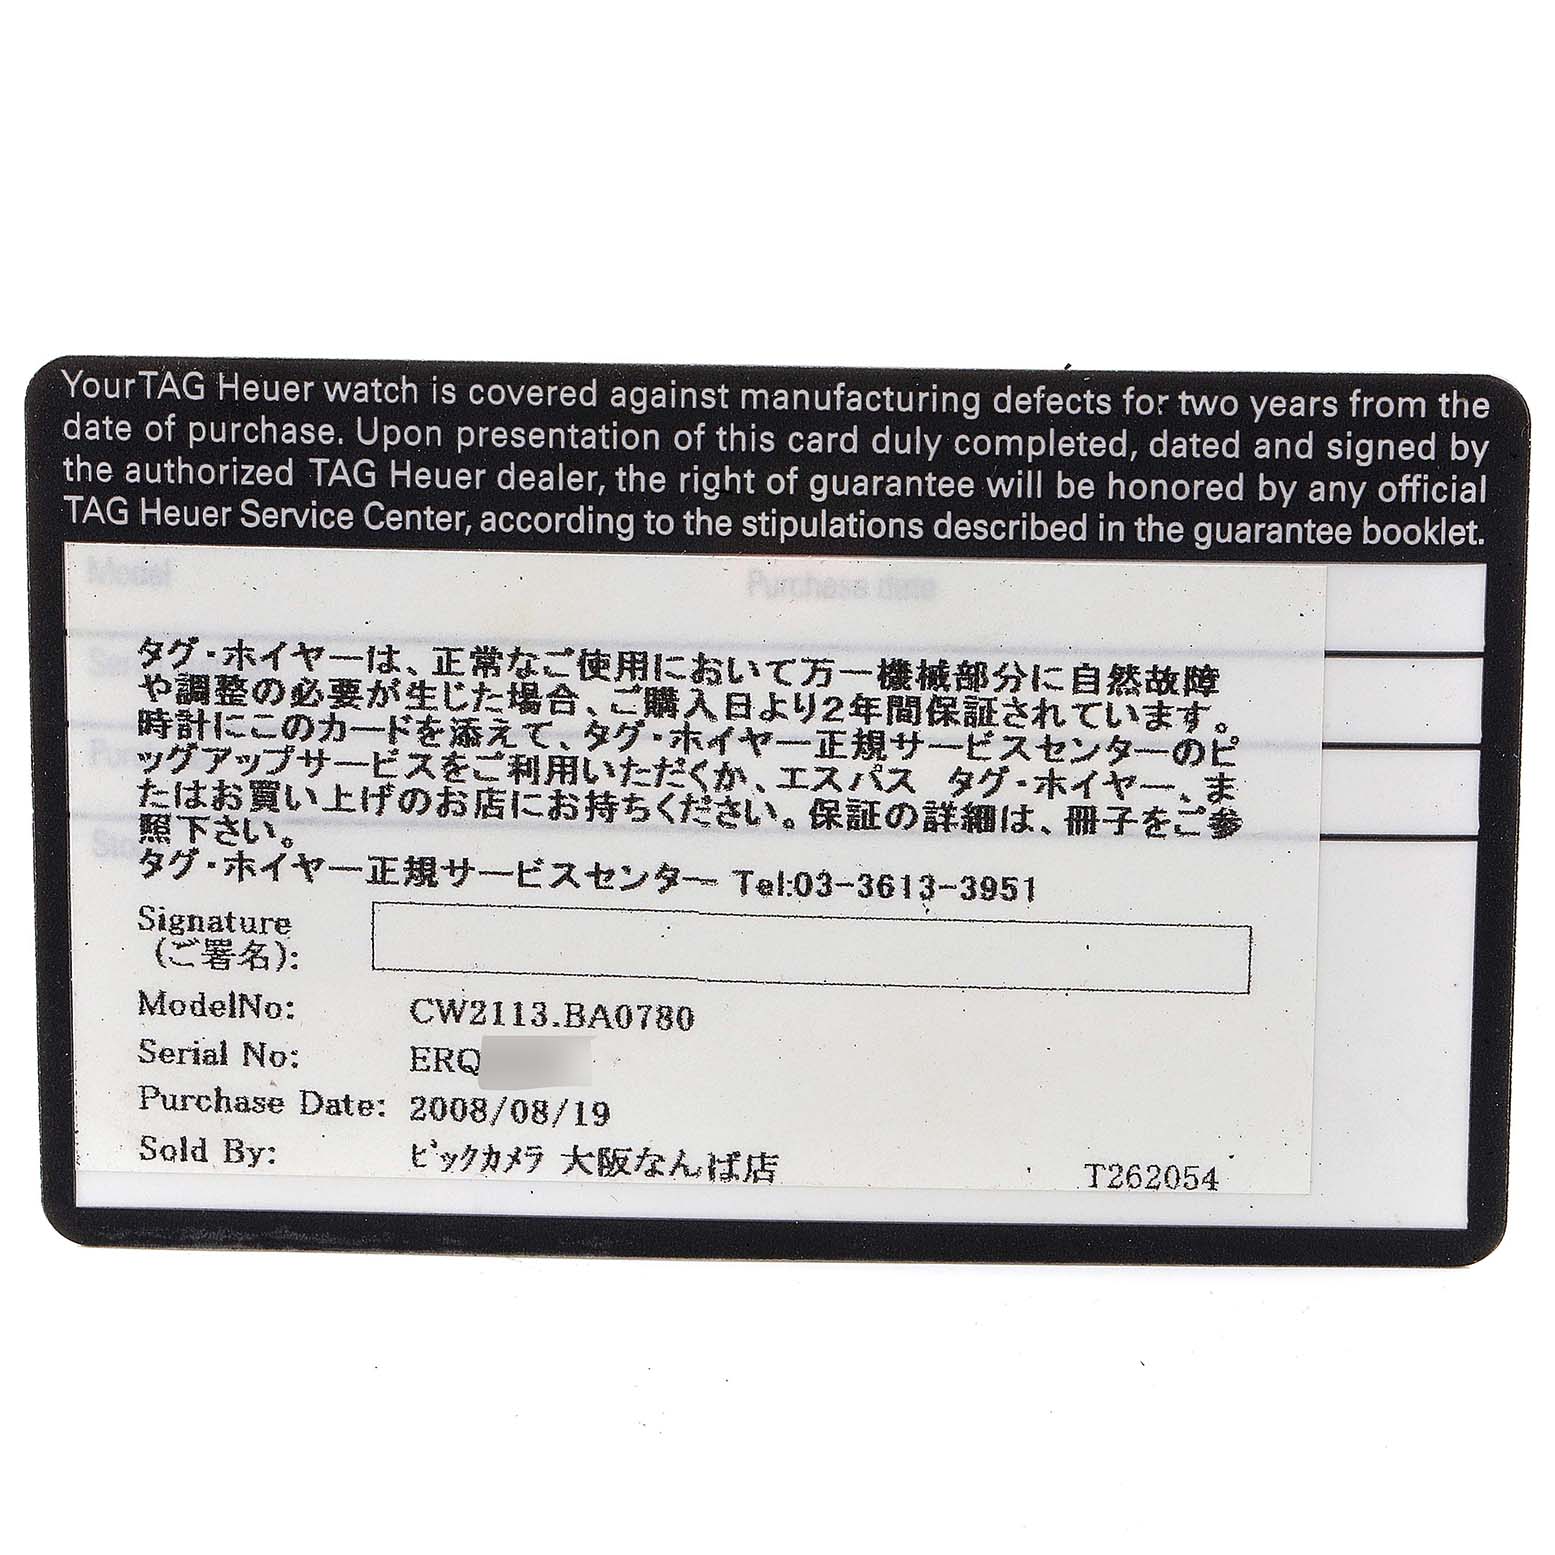 Your TAG Heuer watch is covered against manufacturing defects for two years from the
date of purchase. Upon presentation of this card duly completed, dated and signed by
the authorized TAG Heuer dealer, the right of guarantee will be honored by any official
TAG Heuer Service Center, according to the stipulations described in the guarantee booklet.
Model Purchase date
タグ・ホイヤーは、正常なご使用において万一機械部分に自然故障
や調整の必要が生じた場合、ご購入日より2年間保証されています。
時計にこのカードを添えて、タグ・ホイヤー正規サービスセンターのピ
ックアップサービスをご利用いただくか、エスパス タグ・ホイヤー、ま
たはお買い上げのお店にお持ちください。保証の詳細は、冊子をご参
照下さい。
タグ・ホイヤー正規サービスセンター Tel:03-3613-3951
Signature
(ご署名):
ModelNo: CW2113.BA0780
Serial No: ERQ
Purchase Date: 2008/08/19
Sold By: ビックカメラ 大阪なんば店 T262054